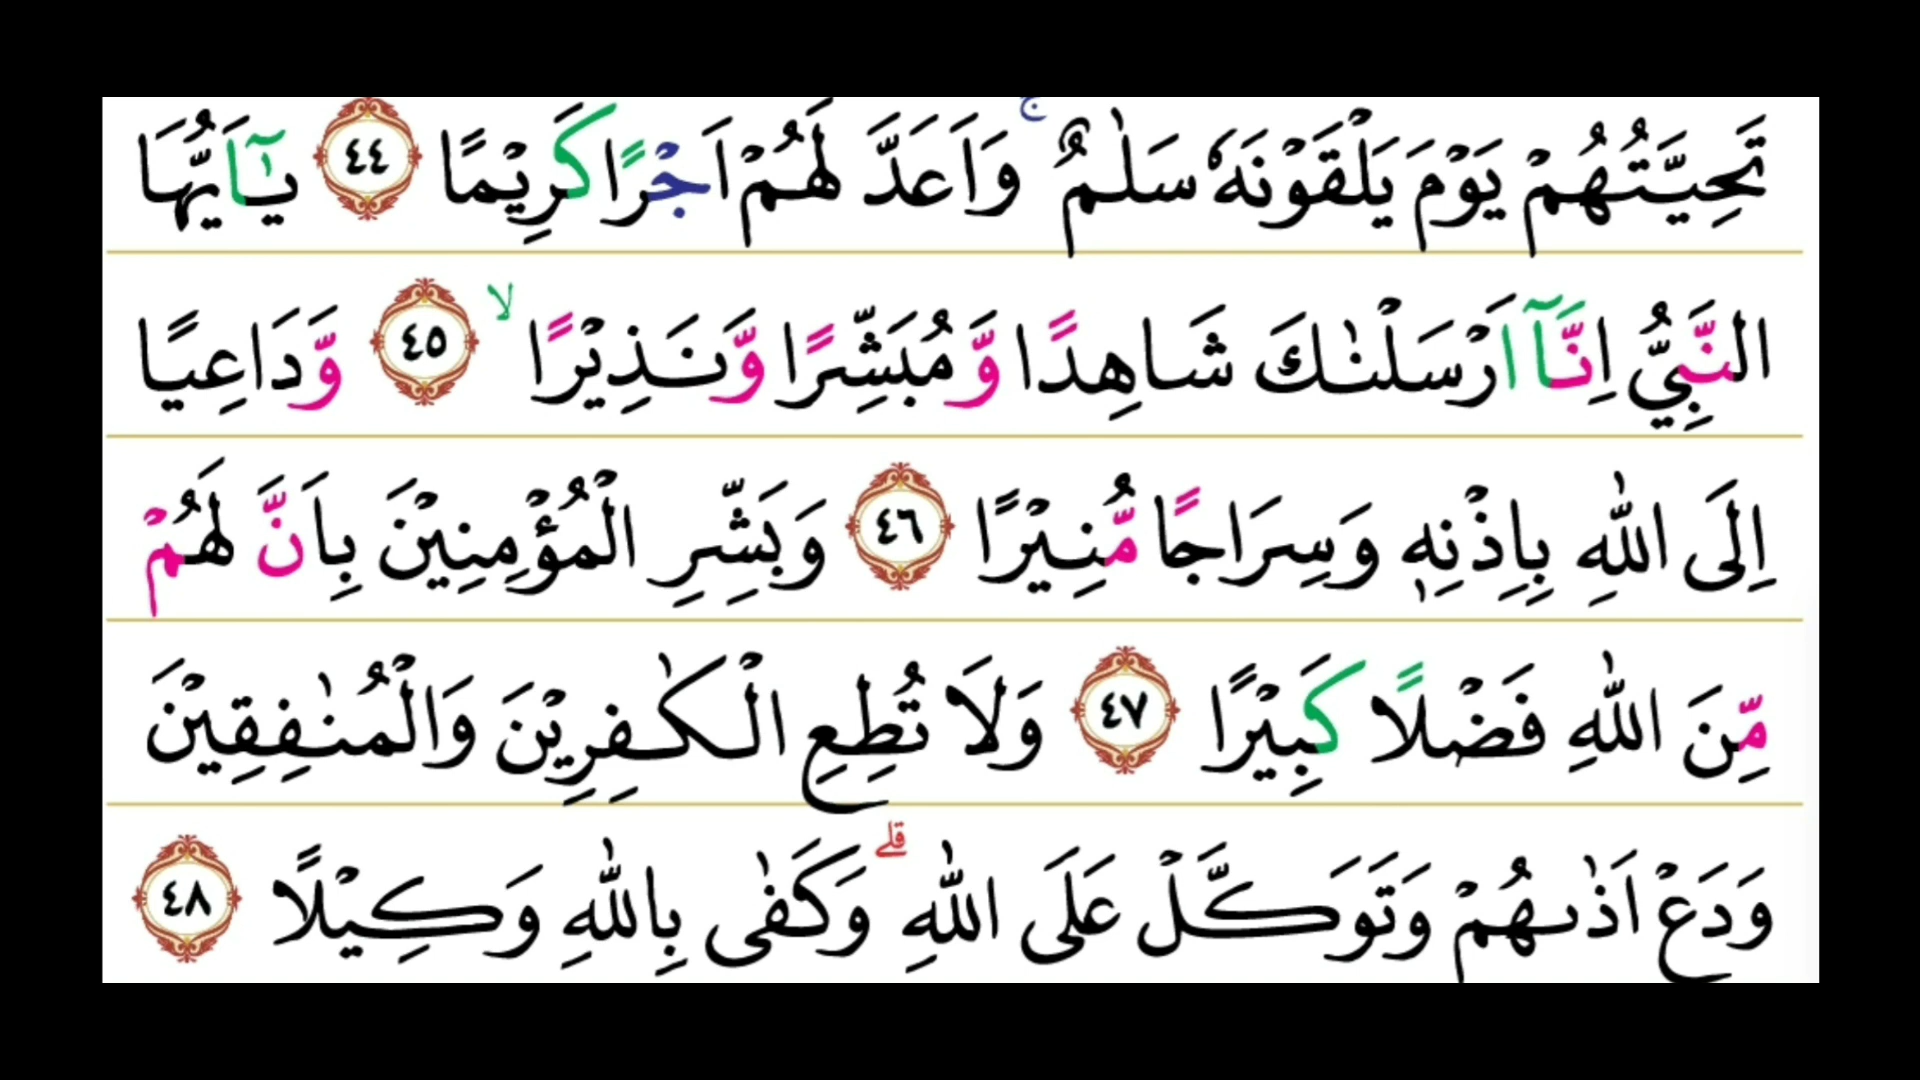 تَحِيَّتُهُمْ يَوْمَ يَلْقَوْنَهٗ سَلٰمٌ ۚ وَاَعَدَّ لَهُمْ اَجْرًا كَرِيْمًا ٤٤ يٰٓاَيُّهَا
النَّبِيُّ اِنَّآ اَرْسَلْنٰكَ شَاهِدًا وَّمُبَشِّرًا وَّنَذِيْرًا ۙ ٤٥ وَّدَاعِيًا
اِلَى اللّٰهِ بِاِذْنِهٖ وَسِرَاجًا مُّنِيْرًا ٤٦ وَبَشِّرِ الْمُؤْمِنِيْنَ بِاَنَّ لَهُمْ
مِّنَ اللّٰهِ فَضْلًا كَبِيْرًا ٤٧ وَلَا تُطِعِ الْكٰفِرِيْنَ وَالْمُنٰفِقِيْنَ
وَدَعْ اَذٰىهُمْ وَتَوَكَّلْ عَلَى اللّٰهِ ۗ وَكَفٰى بِاللّٰهِ وَكِيْلًا ٤٨